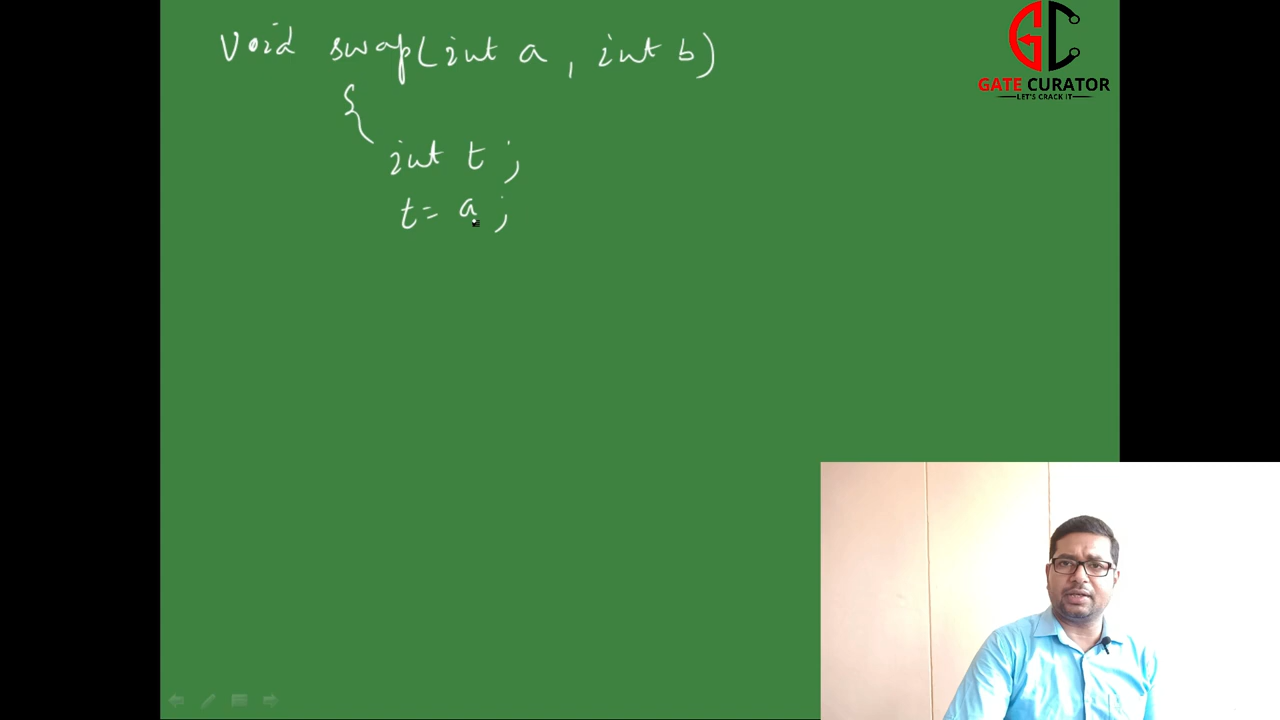 Void swap(int a, int b)
{
int t;
t= a;
GATE CURATOR
LET'S CRACK IT